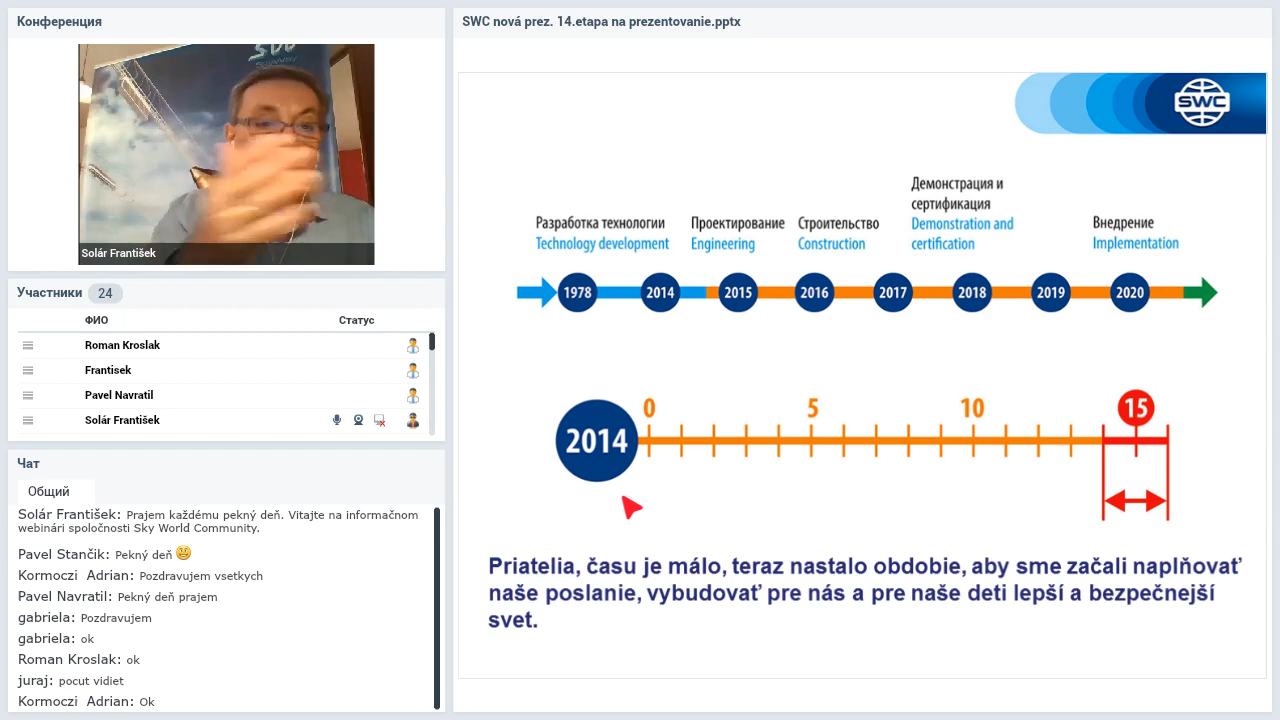 Конференция
Solár František
Участники 24
ФИО Статус
Roman Kroslak
Frantisek
Pavel Navratil
Solár František
Чат
Общий
Solár František: Prajem každému pekný deň. Vitajte na informačnom
webinári spoločnosti Sky World Community.
Pavel Stančik: Pekný deň
Kormoczi Adrian: Pozdravujem vsetkych
Pavel Navratil: Pekný deň prajem
gabriela: Pozdravujem
gabriela: ok
Roman Kroslak: ok
juraj: pocut vidiet
Kormoczi Adrian: Ok
SWC nová prez. 14.etapa na prezentovanie.pptx
SWC
Разработка технологии
Technology development
Проектирование
Engineering
Строительство
Construction
Демонстрация и
сертификация
Demonstration and
certification
Внедрение
Implementation
1978 2014 2015 2016 2017 2018 2019 2020
0 5 10 15
2014
Priatelia, času je málo, teraz nastalo obdobie, aby sme začali naplňovať
naše poslanie, vybudovať pre nás a pre naše deti lepší a bezpečnejší
svet.